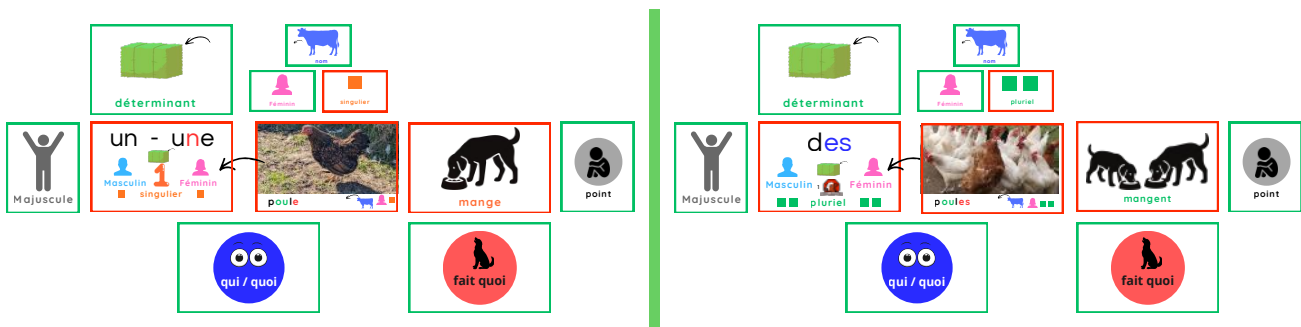 nom
déterminant
Féminin
singulier
Majuscule
un - une
Masculin
1
Féminin
singulier
poule
mange
point
qui / quoi
fait quoi
nom
déterminant
Féminin
pluriel
Majuscule
des
Masculin
Féminin
pluriel
poules
mangent
point
qui / quoi
fait quoi